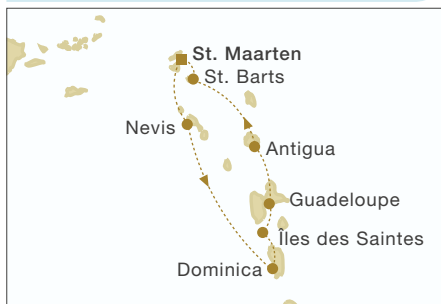 St. Maarten
St. Barts
Nevis
Antigua
Guadeloupe
Îles des Saintes
Dominica